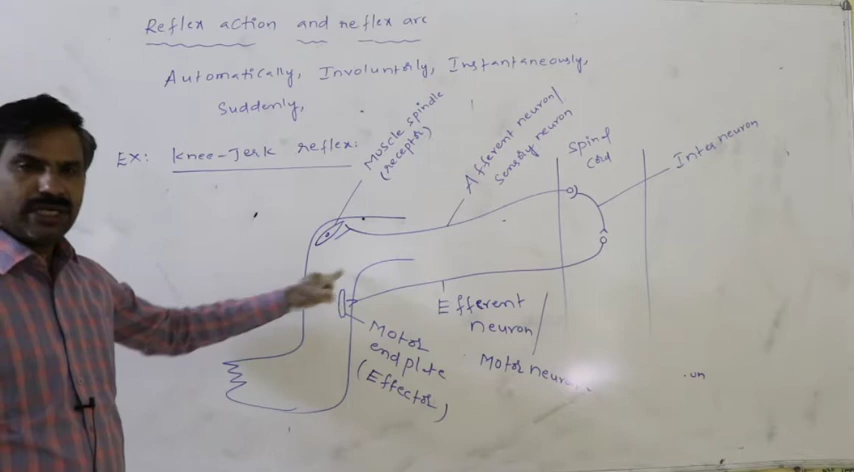 Reflex action and reflex arc
Automatically, Involuntorly, Instantaneously,
Suddenly,
Ex: Knee-Jerk reflex:
Muscle spindle
(receptor)
Afferent neuron/
Sensory neuron
Spinal
Cord
Inter neuron
Efferent
neuron/
Motor neuron
Motor
end plate
(Effector)